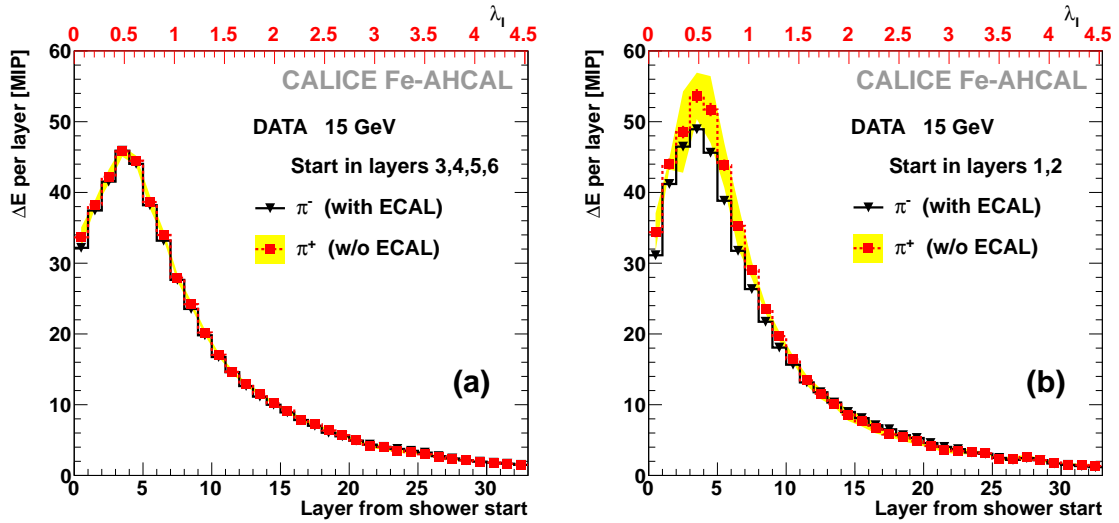 λI
0 0.5 1 1.5 2 2.5 3 3.5 4 4.5
ΔE per layer [MIP]
60
50
40
30
20
10
0
CALICE Fe-AHCAL
DATA 15 GeV
Start in layers 3,4,5,6
π- (with ECAL)
π+ (w/o ECAL)
(a)
0 5 10 15 20 25 30
Layer from shower start
λI
0 0.5 1 1.5 2 2.5 3 3.5 4 4.5
ΔE per layer [MIP]
60
50
40
30
20
10
0
CALICE Fe-AHCAL
DATA 15 GeV
Start in layers 1,2
π- (with ECAL)
π+ (w/o ECAL)
(b)
0 5 10 15 20 25 30
Layer from shower start